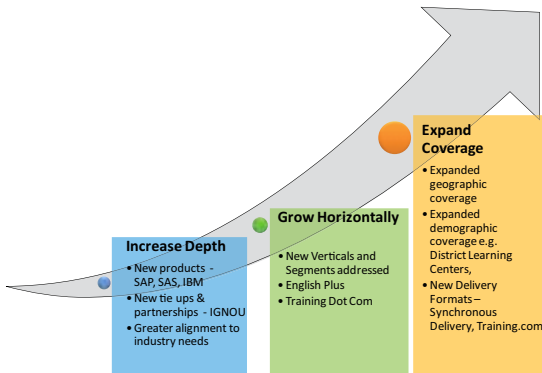 Increase Depth
• New products -
SAP, SAS, IBM
• New tie ups &
partnerships - IGNOU
• Greater alignment to
industry needs
Grow Horizontally
• New Verticals and
Segments addressed
• English Plus
• Training Dot Com
Expand
Coverage
• Expanded
geographic
coverage
• Expanded
demographic
coverage e.g.
District Learning
Centers,
• New Delivery
Formats –
Synchronous
Delivery, Training.com